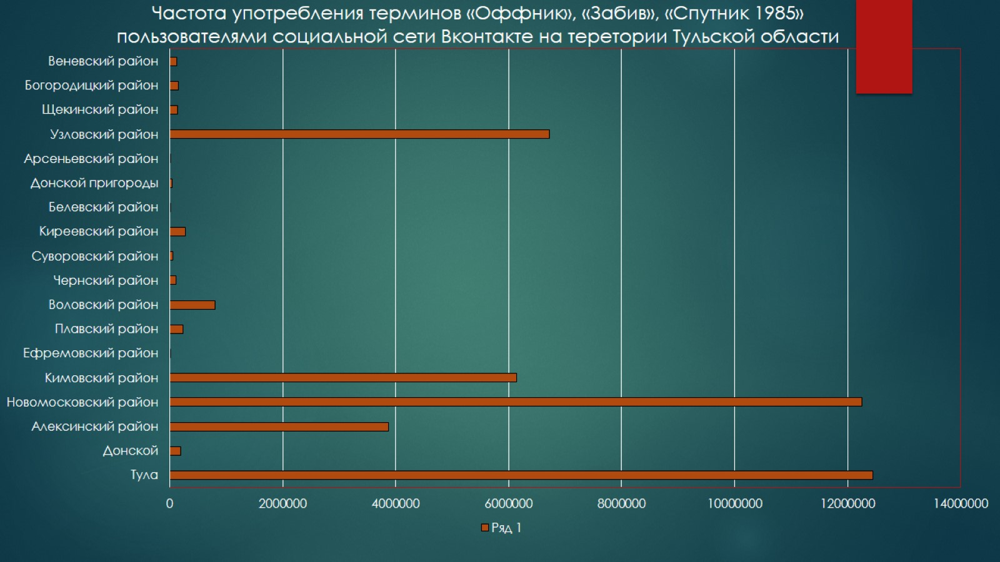 Частота употребления терминов «Оффник», «Забив», «Спутник 1985»
пользователями социальной сети Вконтакте на теретории Тульской области
Веневский район
Богородицкий район
Щекинский район
Узловский район
Арсеньевский район
Донской пригороды
Белевский район
Киреевский район
Суворовский район
Чернский район
Воловский район
Плавский район
Ефремовский район
Кимовский район
Новомосковский район
Алексинский район
Донской
Тула
0 2000000 4000000 6000000 8000000 10000000 12000000 14000000
Ряд 1